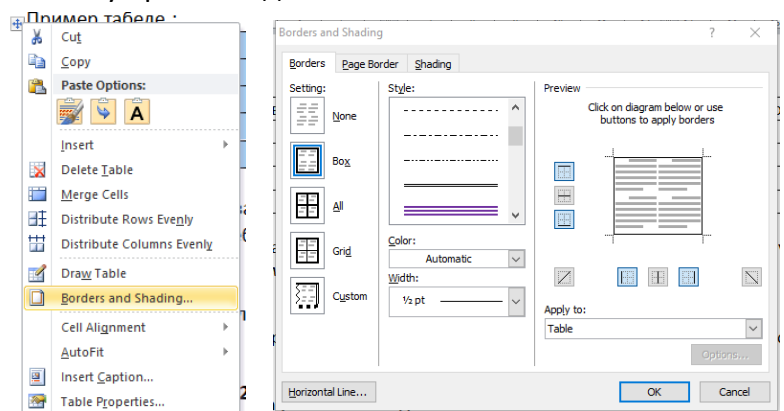 Пример табеле :
Cut
Copy
Paste Options:
A
Insert
Delete Table
Merge Cells
Distribute Rows Evenly
Distribute Columns Evenly
Draw Table
Borders and Shading...
Cell Alignment
AutoFit
Insert Caption...
Table Properties...
Borders and Shading
? ×
Borders Page Border Shading
Setting:
None
Box
All
Grid
Custom
Style:
Color:
Automatic
Width:
½ pt
Preview
Click on diagram below or use
buttons to apply borders
Apply to:
Table
Options...
Horizontal Line...
OK Cancel